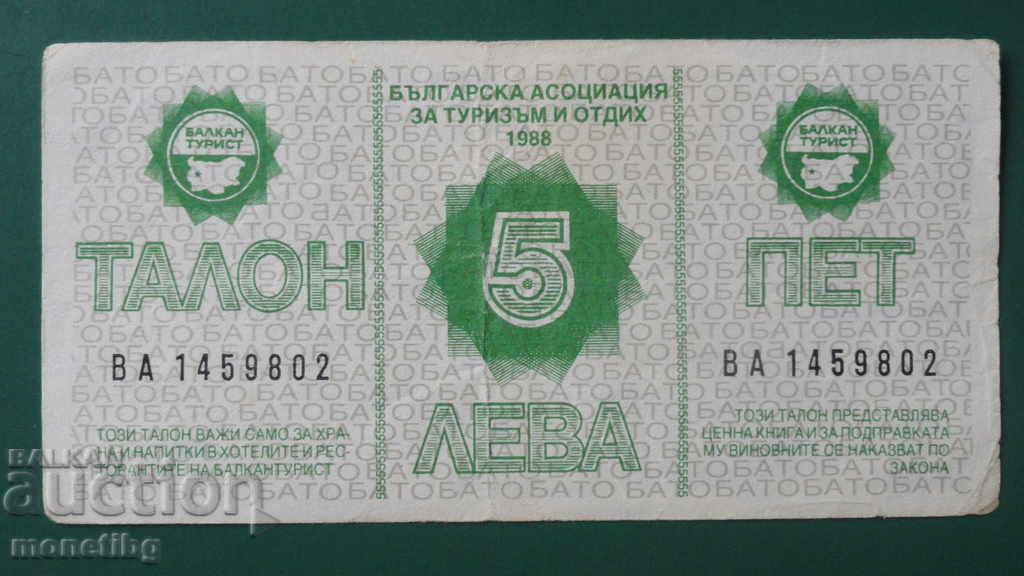 БЪЛГАРСКА АСОЦИАЦИЯ
ЗА ТУРИЗЪМ И ОТДИХ
1988
БАЛКАН
ТУРИСТ
БАЛКАН
ТУРИСТ
ТАЛОН
5
ПЕТ
ВА 1459802
ВА 1459802
ЛЕВА
ТОЗИ ТАЛОН ВАЖИ САМО ЗА ХРА-
НА И НАПИТКИ В ХОТЕЛИТЕ И РЕС-
ТОРАНТИТЕ НА БАЛКАНТУРИСТ
ТОЗИ ТАЛОН ПРЕДСТАВЛЯВА
ЦЕННА КНИГА И ЗА ПОДПРАВКАТА
МУ ВИНОВНИТЕ СЕ НАКАЗВАТ ПО
ЗАКОНА
BALKAN
auction
monetibg